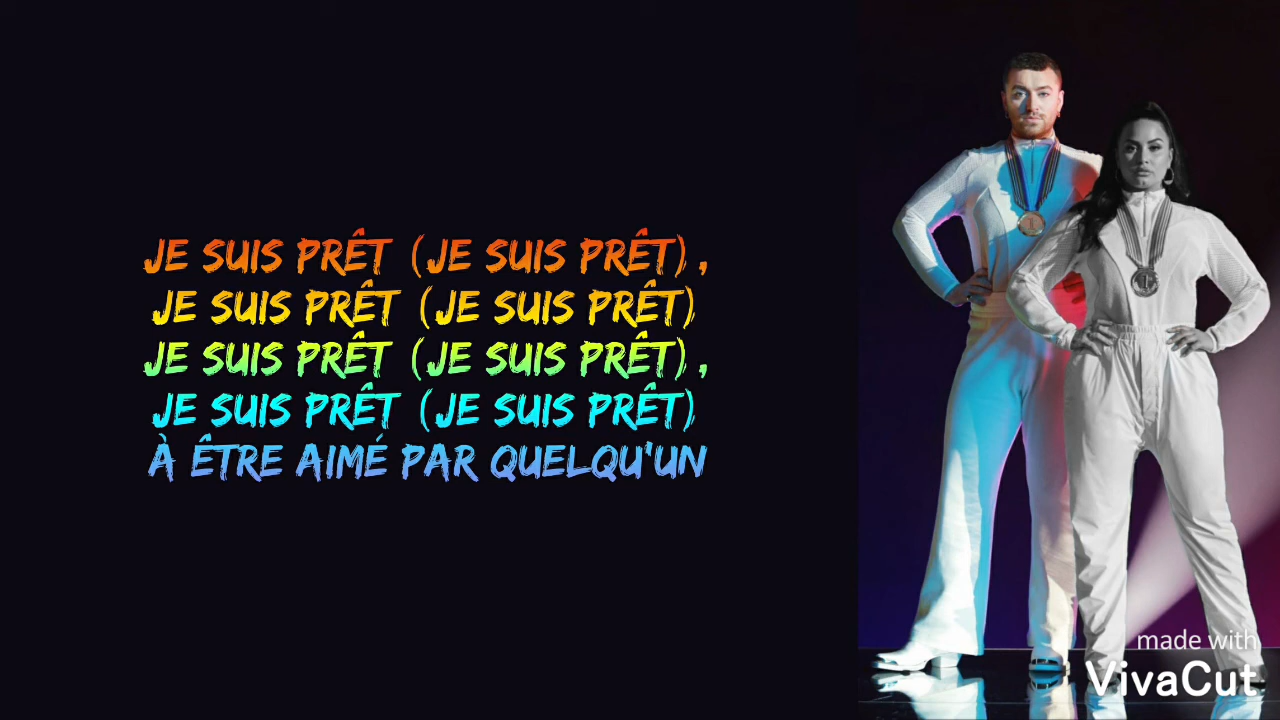 JE SUIS PRÊT (JE SUIS PRÊT),
JE SUIS PRÊT (JE SUIS PRÊT)
JE SUIS PRÊT (JE SUIS PRÊT),
JE SUIS PRÊT (JE SUIS PRÊT)
À ÊTRE AIMÉ PAR QUELQU'UN
made with
VivaCut